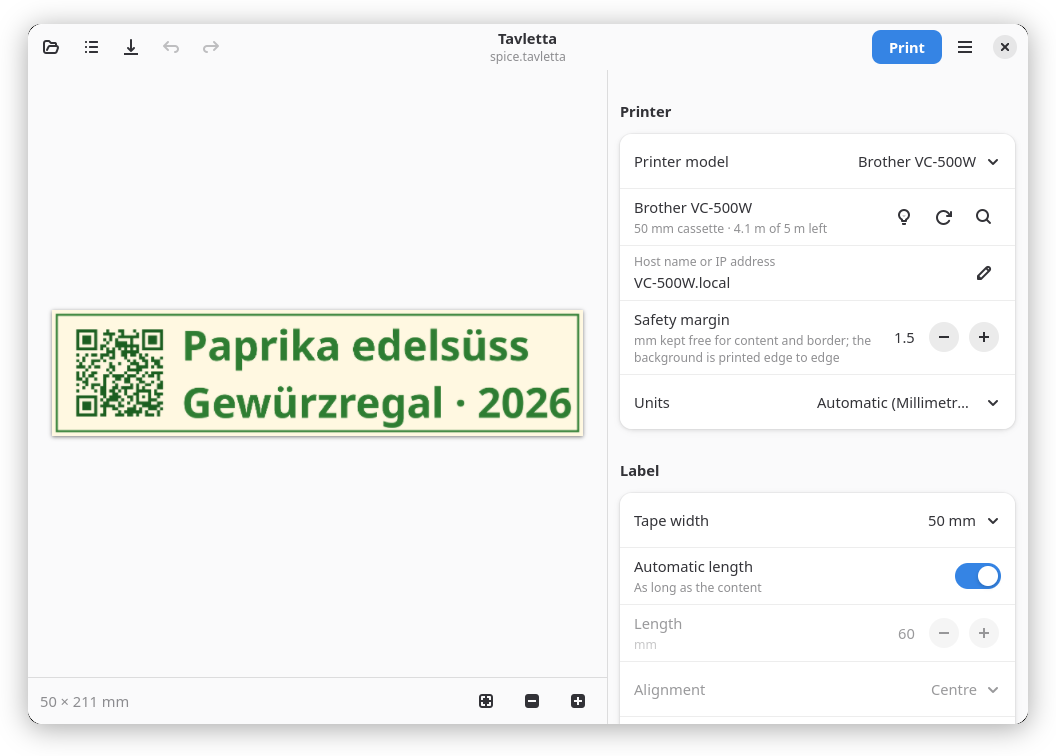 Tavletta
spice.tavletta
Print
Paprika edelsüss
Gewürzregal · 2026
50 × 211 mm
Printer
Printer model
Brother VC-500W
Brother VC-500W
50 mm cassette · 4.1 m of 5 m left
Host name or IP address
VC-500W.local
Safety margin
mm kept free for content and border; the
background is printed edge to edge
1.5
Units
Automatic (Millimetr...
Label
Tape width
50 mm
Automatic length
As long as the content
Length
mm
60
Alignment
Centre